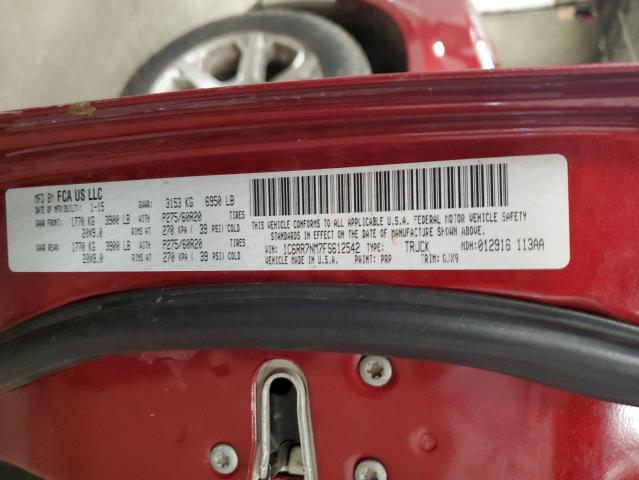 MFD BY FCA US LLC
DATE OF MFR/BUILT: 1-15 GVWR: 3153 KG 6950 LB
GAWR FRONT: 1770 KG 3900 LB WITH P275/60R20 TIRES
20X9.0 RIMS AT 270 KPA( 39 PSI) COLD
GAWR REAR: 1770 KG 3900 LB WITH P275/60R20 TIRES
20X9.0 RIMS AT 270 KPA( 39 PSI) COLD
THIS VEHICLE CONFORMS TO ALL APPLICABLE U.S.A. FEDERAL MOTOR VEHICLE SAFETY
STANDARDS IN EFFECT ON THE DATE OF MANUFACTURE SHOWN ABOVE.
VIN: 1C6RR7NM7FS612542 TYPE: TRUCK MDH:012916 113AA
VEHICLE MADE IN U.S.A. PAINT: PRP TRIM: GJX9